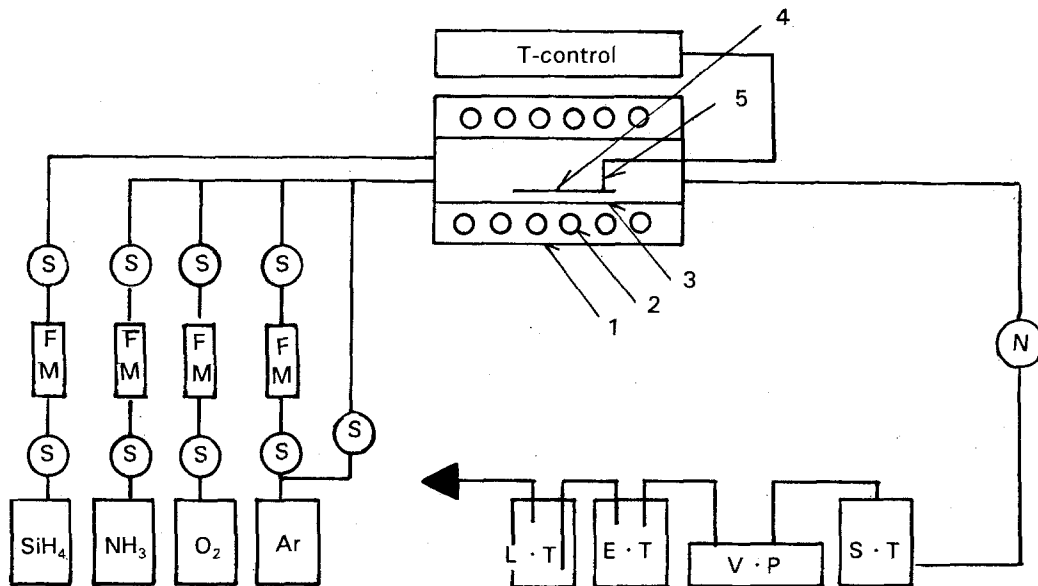 4
T-control
5
3
2
1
S
S
S
S
F
M
F
M
F
M
F
M
N
S
S
S
S
S
SiH₄
NH₃
O₂
Ar
L · T
E · T
V · P
S · T